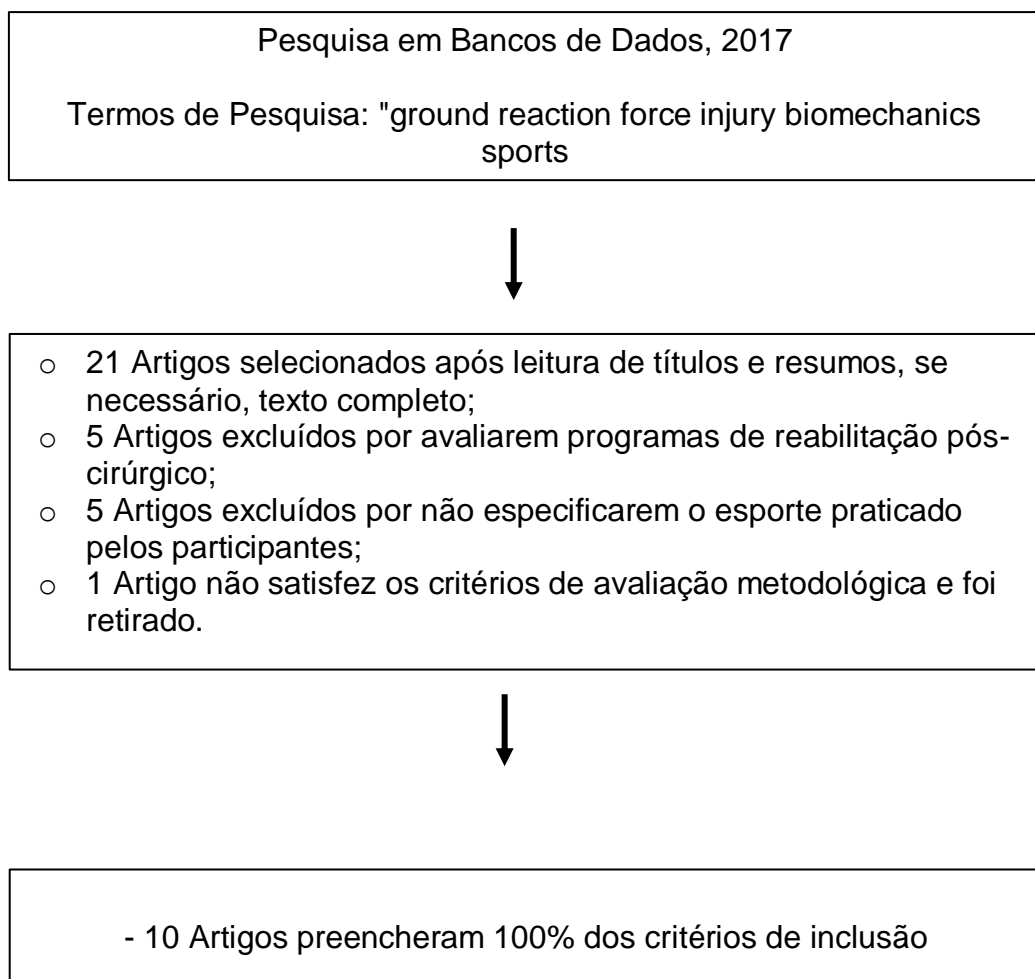 Pesquisa em Bancos de Dados, 2017
Termos de Pesquisa: "ground reaction force injury biomechanics
sports
o 21 Artigos selecionados após leitura de títulos e resumos, se
necessário, texto completo;
o 5 Artigos excluídos por avaliarem programas de reabilitação pós-
cirúrgico;
o 5 Artigos excluídos por não especificarem o esporte praticado
pelos participantes;
o 1 Artigo não satisfez os critérios de avaliação metodológica e foi
retirado.
- 10 Artigos preencheram 100% dos critérios de inclusão